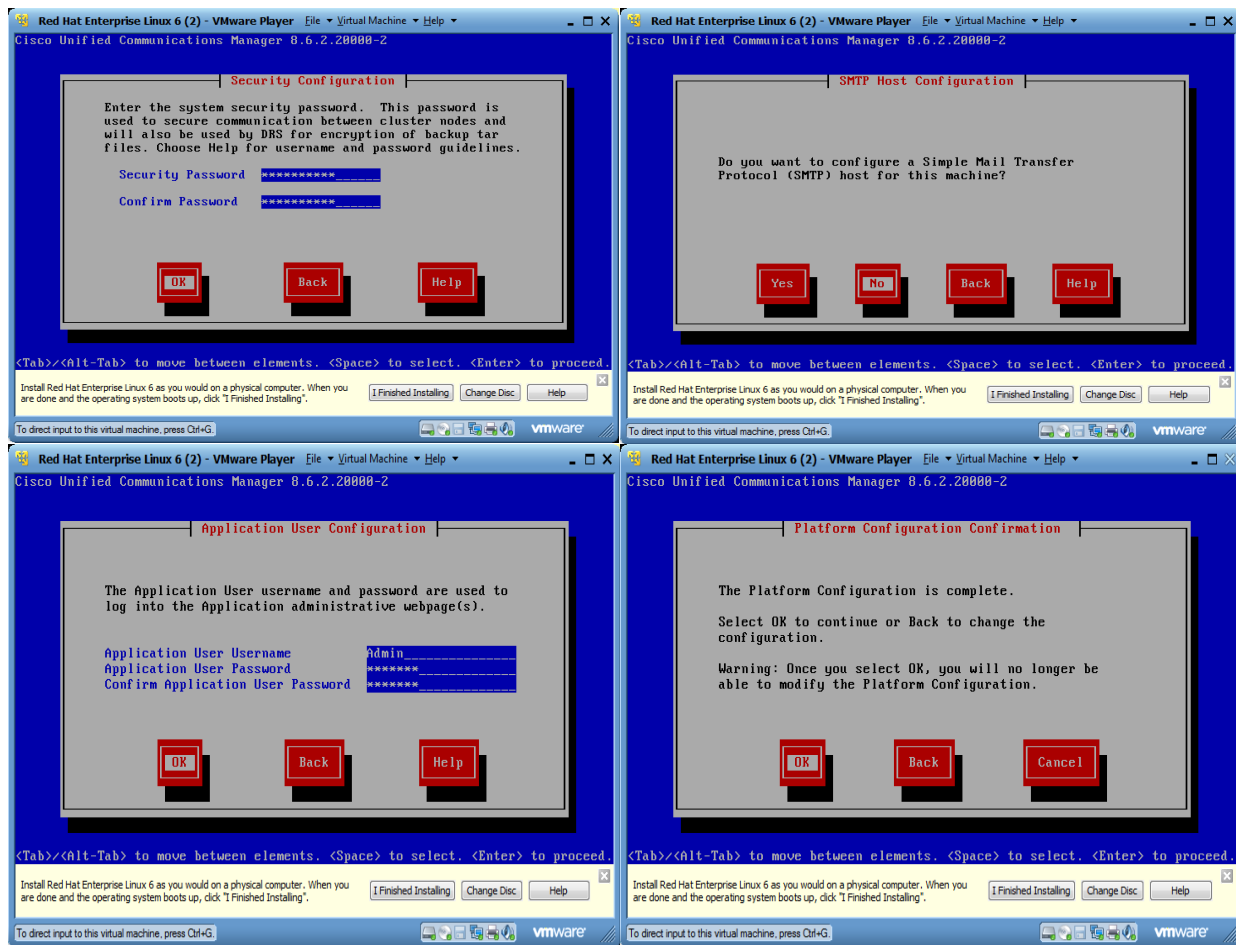 Red Hat Enterprise Linux 6 (2) - VMware Player File Virtual Machine Help
Cisco Unified Communications Manager 8.6.2.20000-2
Security Configuration
Enter the system security password. This password is
used to secure communication between cluster nodes and
will also be used by DRS for encryption of backup tar
files. Choose Help for username and password guidelines.
Security Password **********______
Confirm Password **********______
OK Back Help
<Tab>/<Alt-Tab> to move between elements. <Space> to select. <Enter> to proceed.
Install Red Hat Enterprise Linux 6 as you would on a physical computer. When you
are done and the operating system boots up, click "I Finished Installing".
I Finished Installing Change Disc Help
To direct input to this virtual machine, press Ctrl+G.
vmware
Red Hat Enterprise Linux 6 (2) - VMware Player File Virtual Machine Help
Cisco Unified Communications Manager 8.6.2.20000-2
SMTP Host Configuration
Do you want to configure a Simple Mail Transfer
Protocol (SMTP) host for this machine?
Yes No Back Help
<Tab>/<Alt-Tab> to move between elements. <Space> to select. <Enter> to proceed.
Install Red Hat Enterprise Linux 6 as you would on a physical computer. When you
are done and the operating system boots up, click "I Finished Installing".
I Finished Installing Change Disc Help
To direct input to this virtual machine, press Ctrl+G.
vmware
Red Hat Enterprise Linux 6 (2) - VMware Player File Virtual Machine Help
Cisco Unified Communications Manager 8.6.2.20000-2
Application User Configuration
The Application User username and password are used to
log into the Application administrative webpage(s).
Application User Username Admin_______________
Application User Password *******_____________
Confirm Application User Password *******_____________
OK Back Help
<Tab>/<Alt-Tab> to move between elements. <Space> to select. <Enter> to proceed.
Install Red Hat Enterprise Linux 6 as you would on a physical computer. When you
are done and the operating system boots up, click "I Finished Installing".
I Finished Installing Change Disc Help
To direct input to this virtual machine, press Ctrl+G.
vmware
Red Hat Enterprise Linux 6 (2) - VMware Player File Virtual Machine Help
Cisco Unified Communications Manager 8.6.2.20000-2
Platform Configuration Confirmation
The Platform Configuration is complete.
Select OK to continue or Back to change the
configuration.
Warning: Once you select OK, you will no longer be
able to modify the Platform Configuration.
OK Back Cancel
<Tab>/<Alt-Tab> to move between elements. <Space> to select. <Enter> to proceed.
Install Red Hat Enterprise Linux 6 as you would on a physical computer. When you
are done and the operating system boots up, click "I Finished Installing".
I Finished Installing Change Disc Help
To direct input to this virtual machine, press Ctrl+G.
vmware